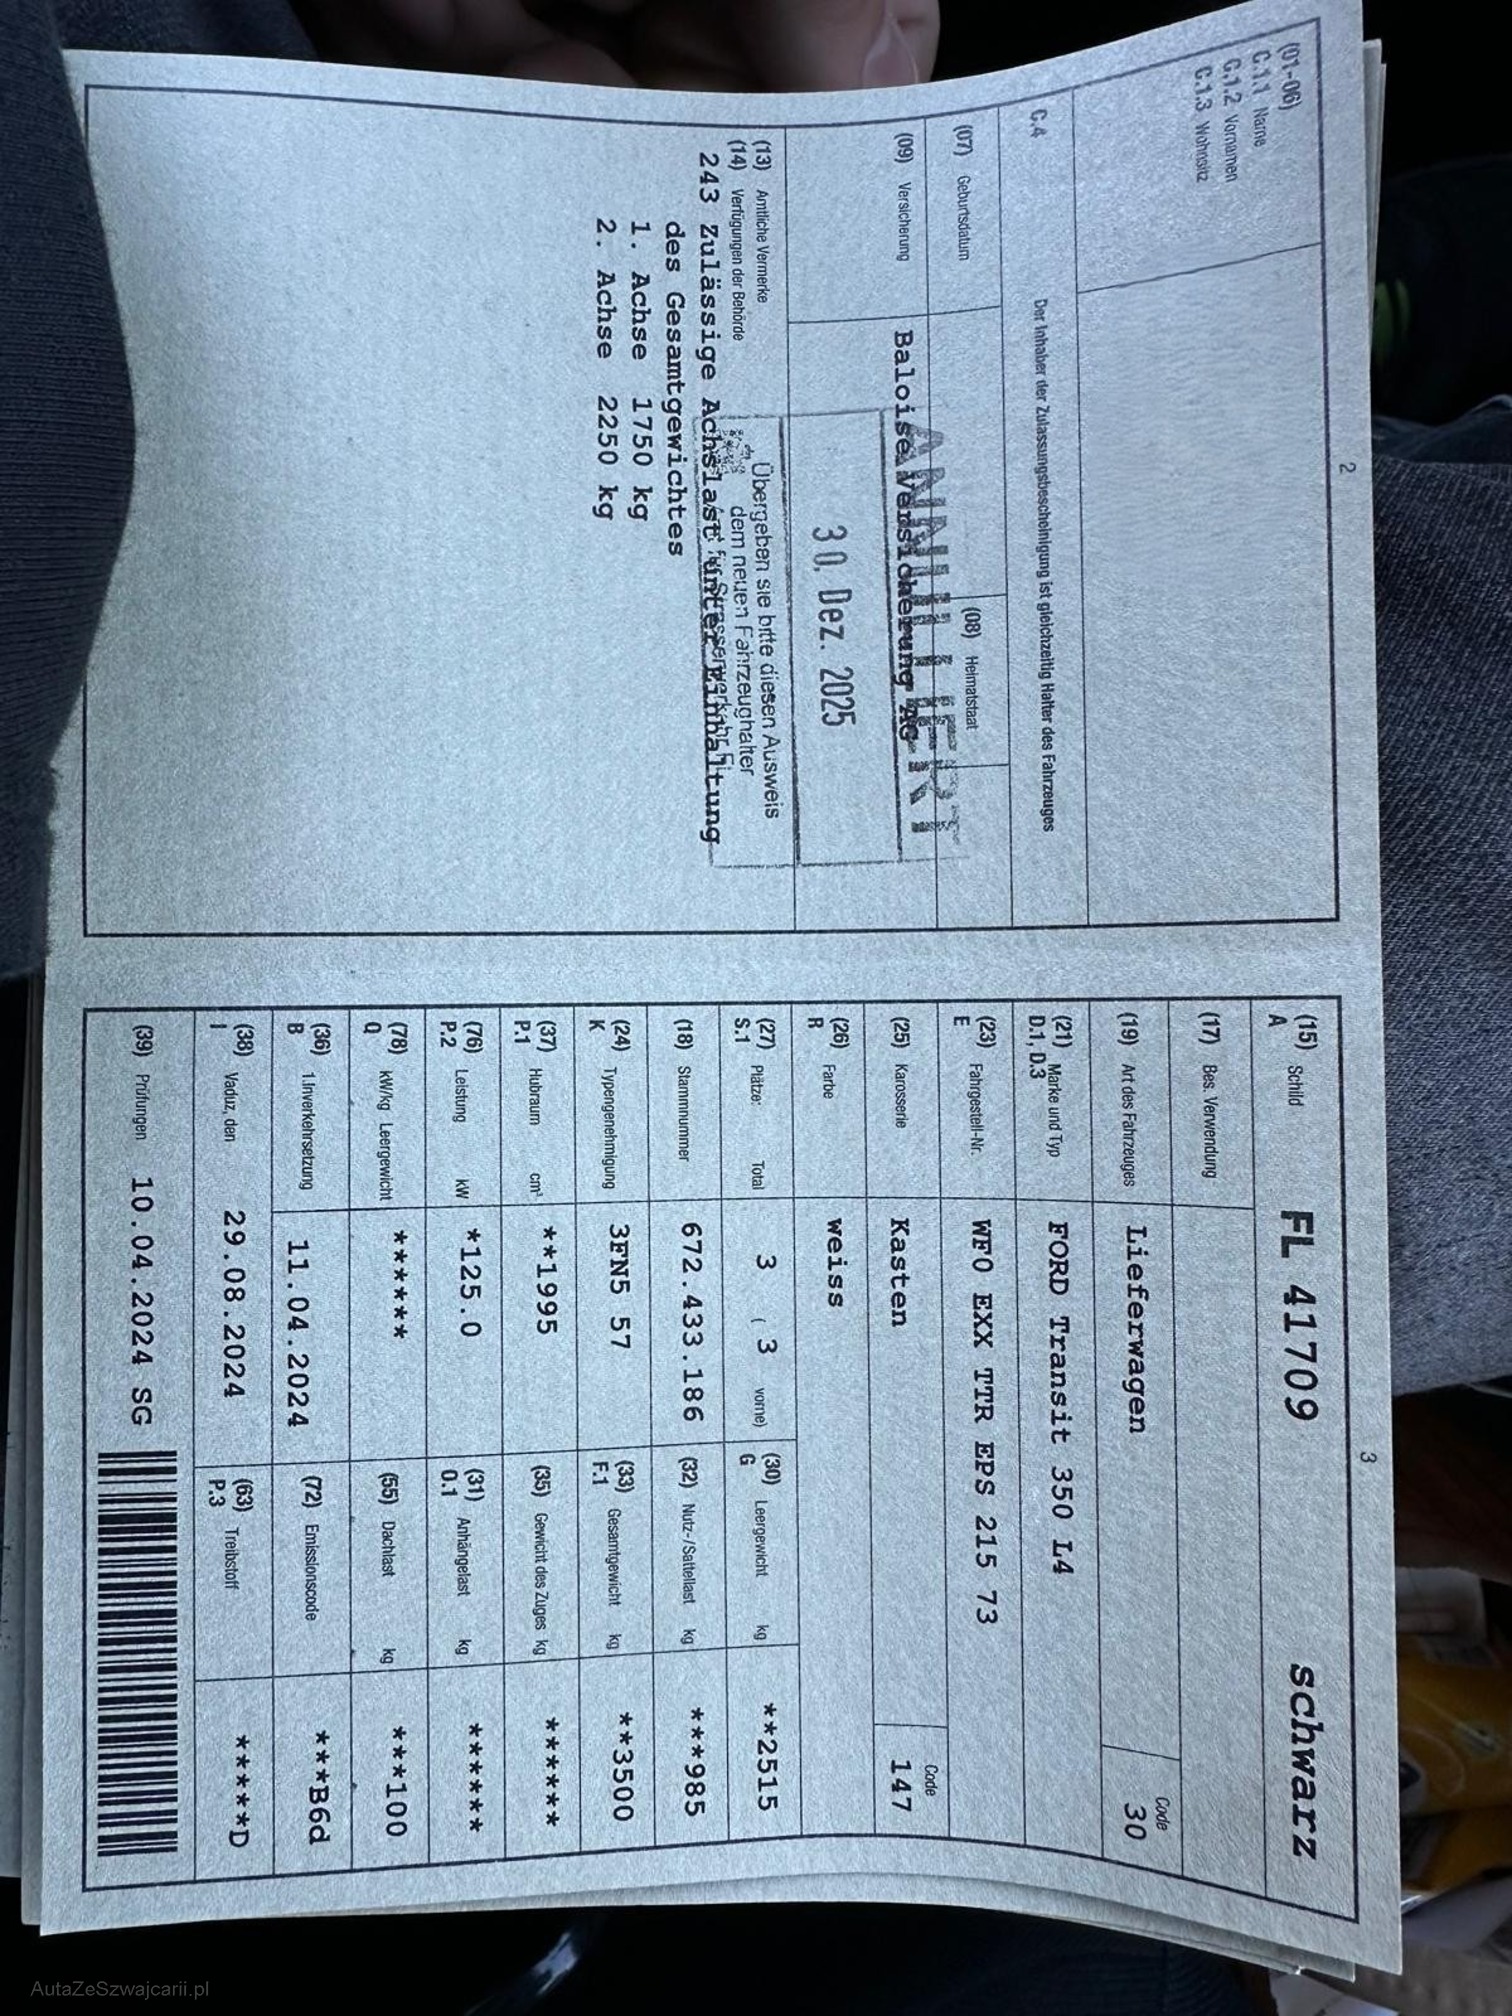 2
(01-06)
C.1.1 Name
C.1.2 Vornamen
C.1.3 Wohnsitz
C.4 Der Inhaber der Zulassungsbescheinigung ist gleichzeitig Halter des Fahrzeuges
(07) Geburtsdatum (08) Heimatstaat
(09) Versicherung Baloise Versicherung AG
ANNULLIERT
30. Dez. 2025
Übergeben sie bitte diesen Ausweis
dem neuen Fahrzeughalter
(13) Amtliche Vermerke
(14) Verfügungen der Behörde
243 Zulässige Achslast unter Einhaltung
des Gesamtgewichtes
1. Achse 1750 kg
2. Achse 2250 kg
3
(15) Schild FL 41709 schwarz
A
(17) Bes. Verwendung
(19) Art des Fahrzeuges Lieferwagen Code 30
(21) Marke und Typ FORD Transit 350 L4
D.1, D.3
(23) Fahrgestell-Nr. WF0 EXX TTR EPS 215 73
E
(25) Karosserie Kasten Code 147
(26) Farbe weiss
R
(27) Plätze: Total 3 ( 3 vorne) (30) Leergewicht kg **2515
S.1 G
(18) Stammnummer 672.433.186 (32) Nutz-/Sattellast kg ***985
(24) Typengenehmigung 3FN5 57 (33) Gesamtgewicht kg **3500
K F.1
(37) Hubraum cm³ **1995 (35) Gewicht des Zuges kg ******
P.1
(76) Leistung kW *125.0 (31) Anhängelast kg ******
P.2 O.1
(78) kW/kg Leergewicht ****** (55) Dachlast kg ***100
Q
(36) 1.Inverkehrsetzung 11.04.2024 (72) Emissionscode ***B6d
B
(38) Vaduz, den 29.08.2024 (63) Treibstoff *****D
I P.3
(39) Prüfungen 10.04.2024 SG
AutaZeSzwajcarii.pl